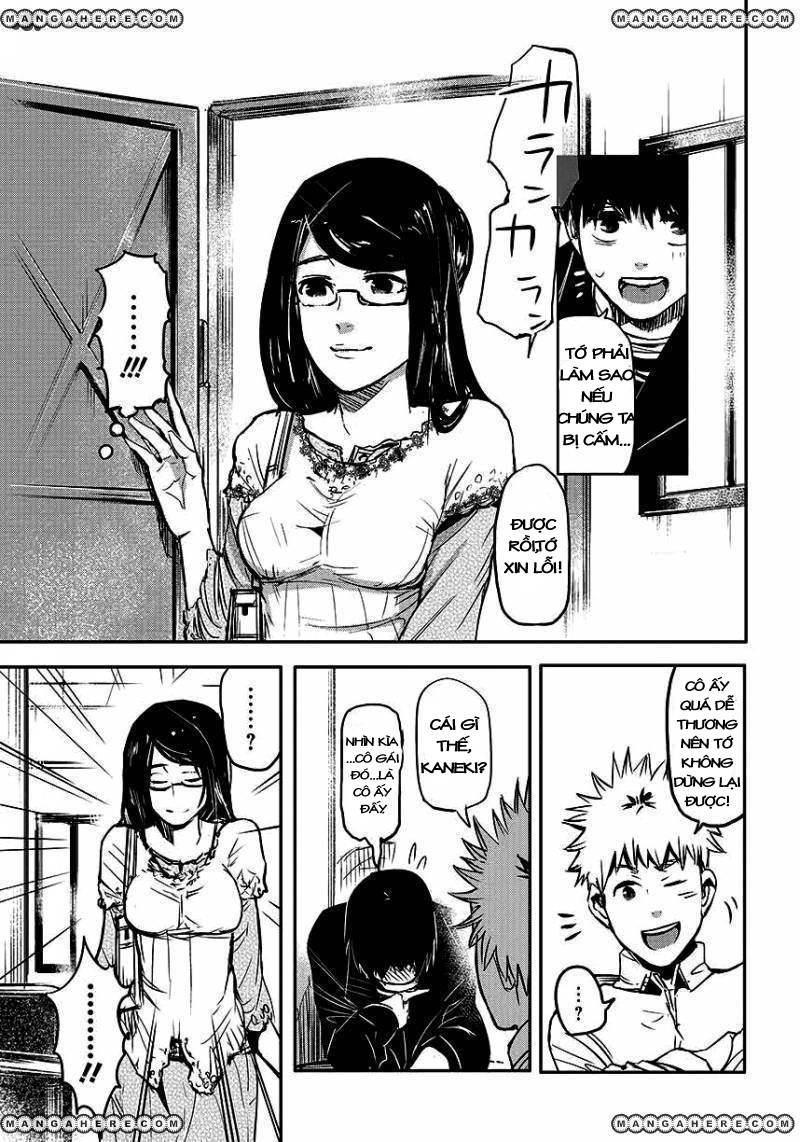 MANGAHERE.COM
MANGAHERE.COM
カランカラン
TỚ PHẢI
LÀM SAO
NẾU
CHÚNG TA
BỊ CẤM...
……!!!
ĐƯỢC
RỒI,TỚ
XIN LỖI!
CÔ ẤY
QUÁ DỄ
THƯƠNG
NÊN TỚ
KHÔNG
DỪNG LẠI
ĐƯỢC!
…?
CÁI GÌ
THẾ,
KANEKI?
NHÌN KÌA
...CÔ GÁI
ĐÓ...LÀ
CÔ ẤY
ĐẤY
……?
……!!
MANGAHERE.COM
MANGAHERE.COM